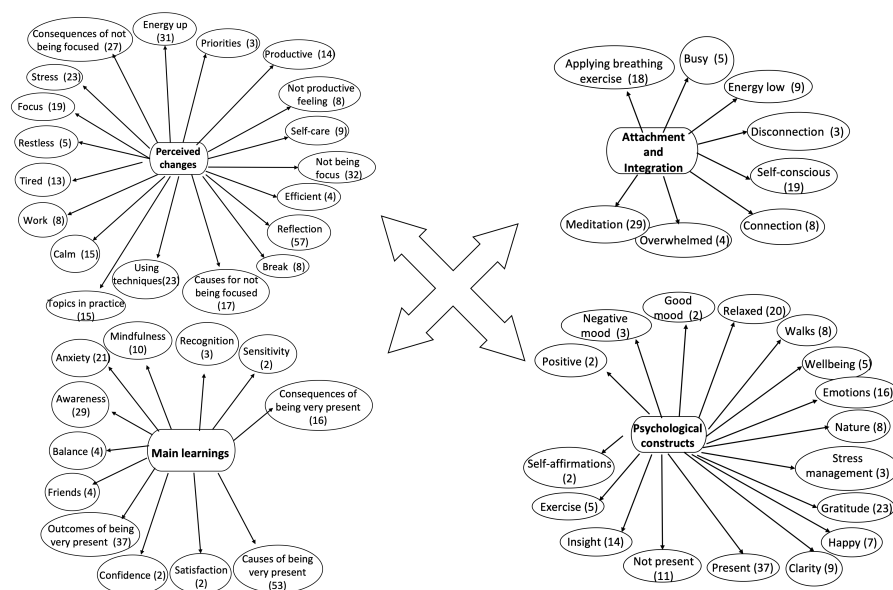 Consequences of not
being focused (27)
Energy up
(31)
Priorities (3)
Productive (14)
Not productive
feeling (8)
Self-care (9)
Not being
focus (32)
Efficient (4)
Reflection
(57)
Break (8)
Causes for not
being focused
(17)
Using
techniques(23)
Topics in practice
(15)
Calm (15)
Work (8)
Tired (13)
Restless (5)
Focus (19)
Stress (23)
Perceived
changes
Applying breathing
exercise (18)
Busy (5)
Energy low (9)
Disconnection (3)
Self-conscious
(19)
Connection (8)
Overwhelmed (4)
Meditation (29)
Attachment
and
Integration
Anxiety (21)
Mindfulness
(10)
Recognition
(3)
Sensitivity
(2)
Consequences of
being very present
(16)
Awareness
(29)
Balance (4)
Friends (4)
Outcomes of being
very present (37)
Confidence (2)
Satisfaction
(2)
Causes of being
very present
(53)
Main learnings
Positive (2)
Negative
mood (3)
Good
mood (2)
Relaxed (20)
Walks (8)
Wellbeing (5)
Emotions (16)
Nature (8)
Stress
management (3)
Gratitude (23)
Happy (7)
Clarity (9)
Present (37)
Not present
(11)
Insight (14)
Exercise (5)
Self-affirmations
(2)
Psychological
constructs